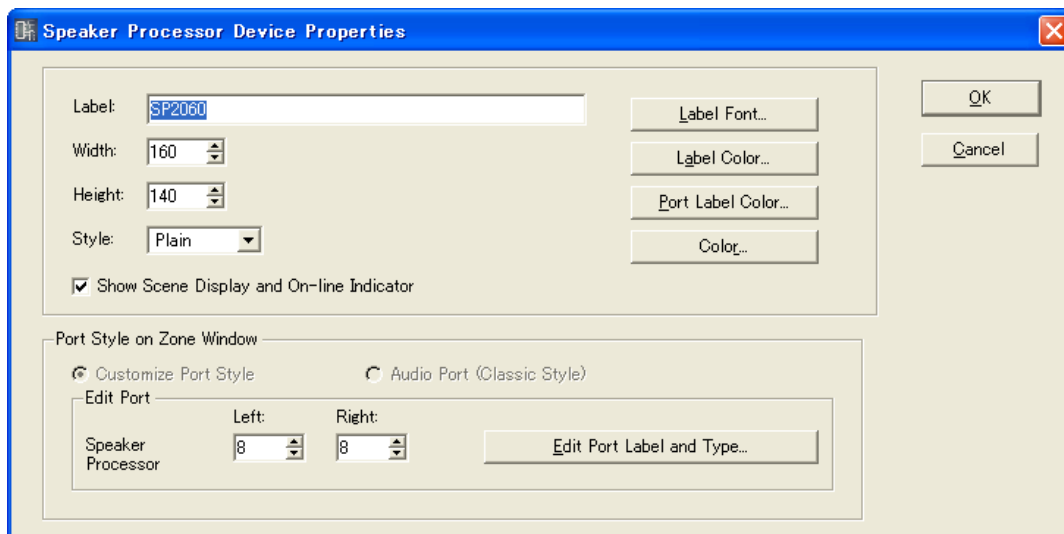 Speaker Processor Device Properties
Label: SP2060
Label Font...
OK
Width: 160
Label Color...
Cancel
Height: 140
Port Label Color...
Style: Plain
Color...
Show Scene Display and On-line Indicator
Port Style on Zone Window
Customize Port Style
Audio Port (Classic Style)
Edit Port
Left:
Right:
Speaker
Processor
8
8
Edit Port Label and Type...